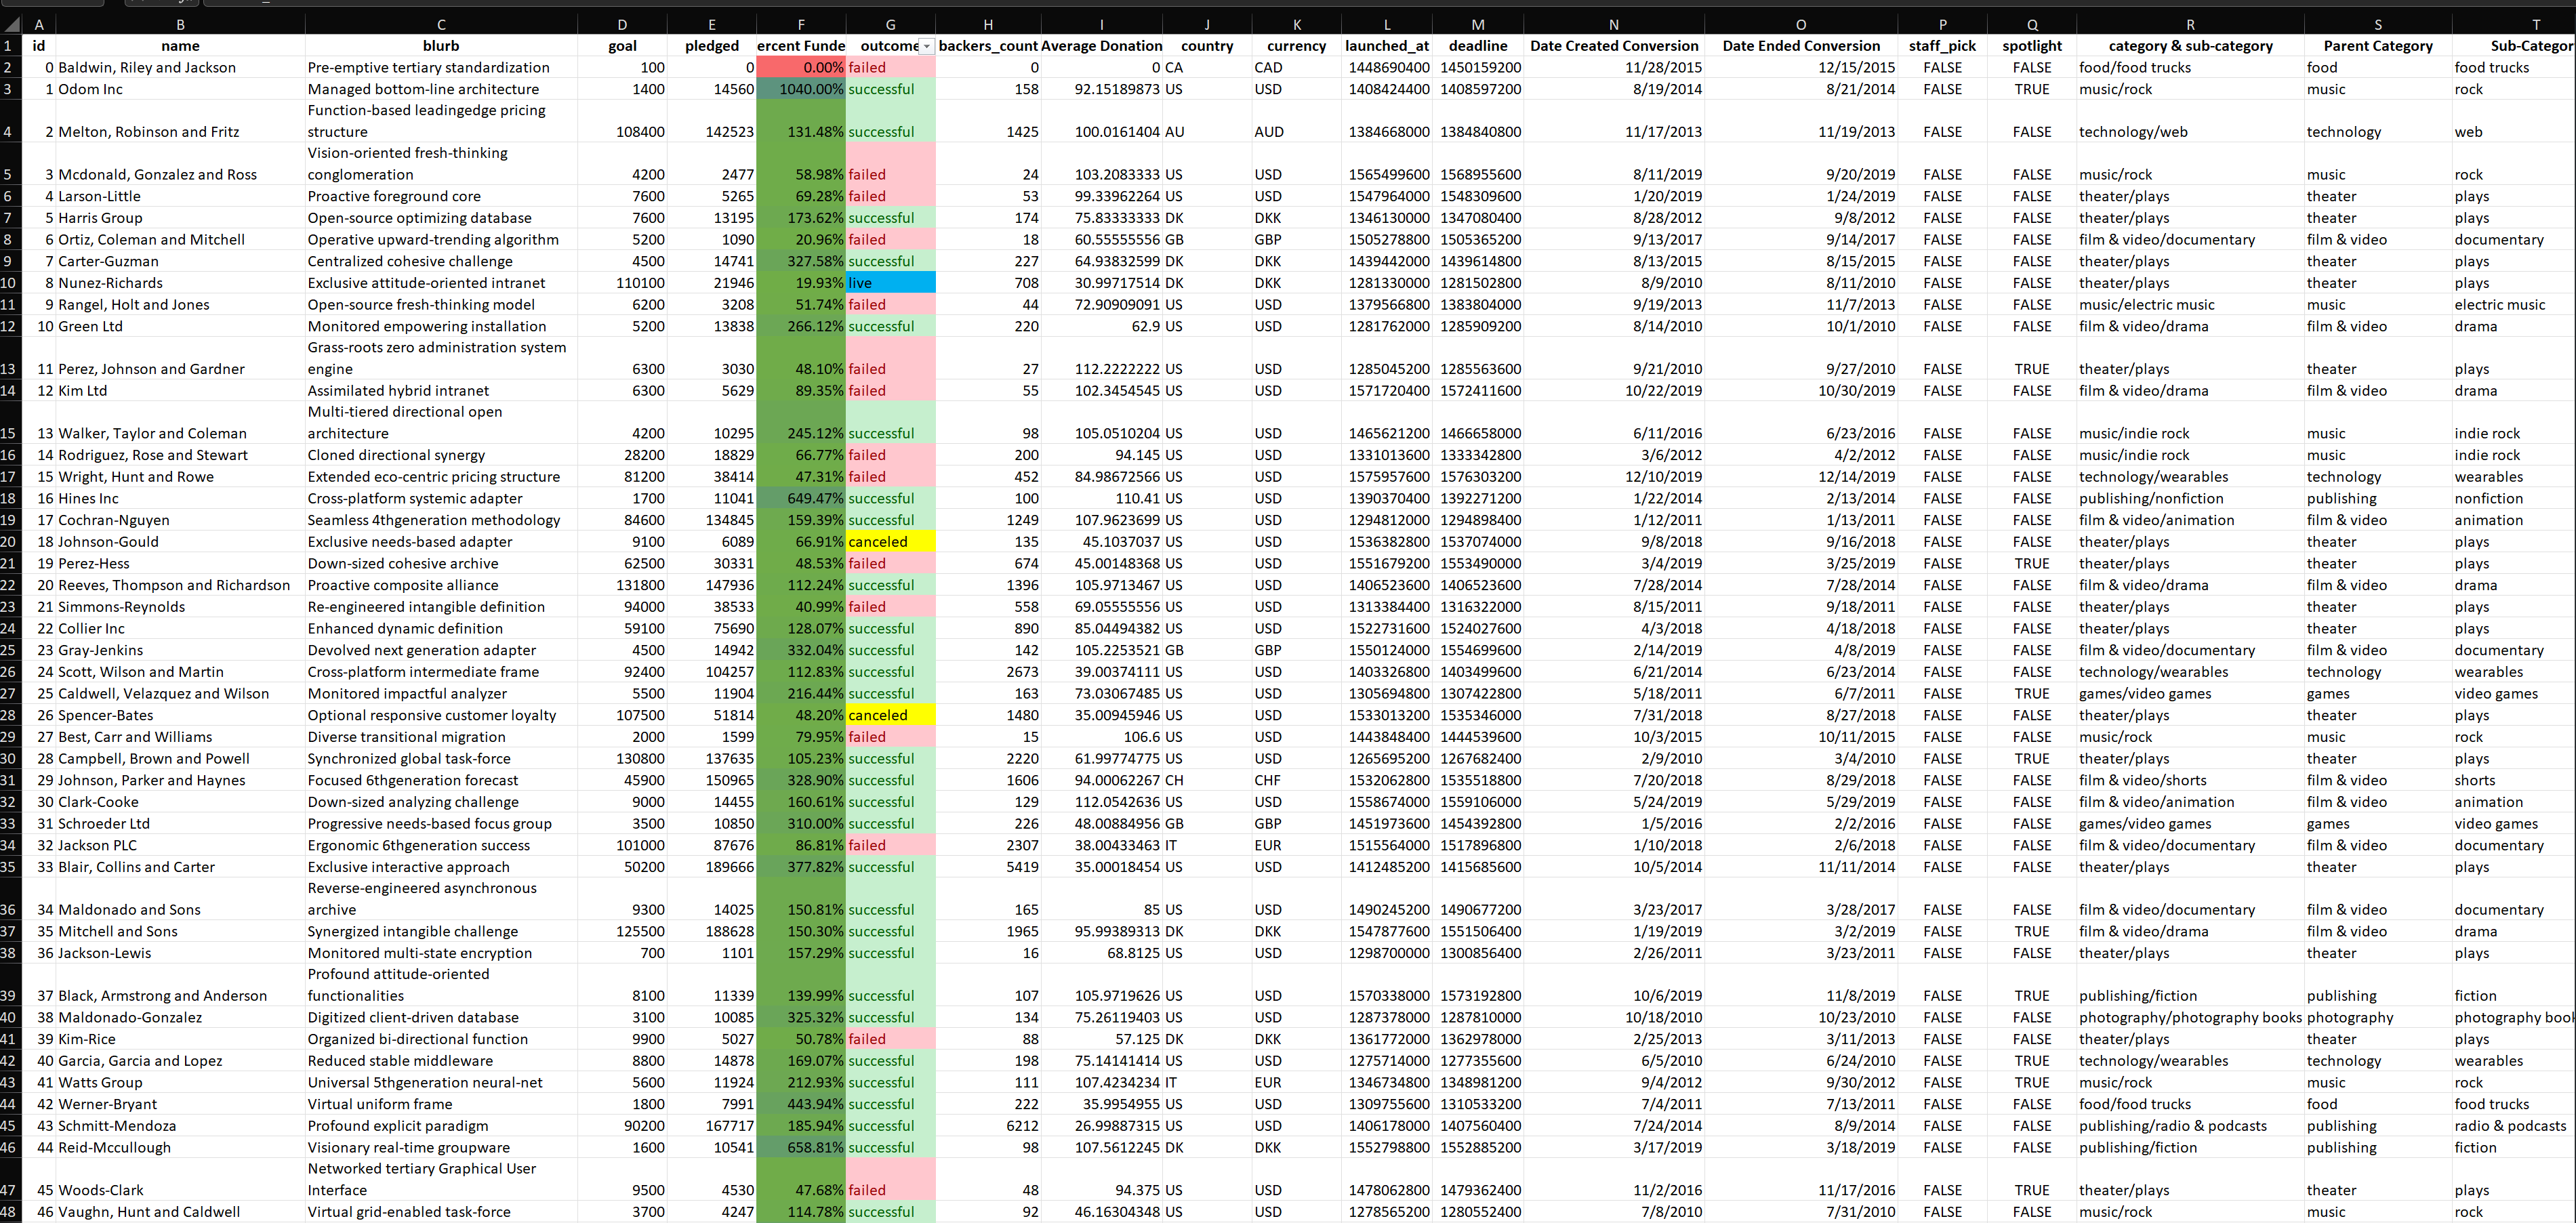 A B C D E F G H I J K L M N O P Q R S T
1 id name blurb goal pledged ercent Funde outcome backers_count Average Donation country currency launched_at deadline Date Created Conversion Date Ended Conversion staff_pick spotlight category & sub-category Parent Category Sub-Categor
2 0 Baldwin, Riley and Jackson Pre-emptive tertiary standardization 100 0 0.00% failed 0 0 CA CAD 1448690400 1450159200 11/28/2015 12/15/2015 FALSE FALSE food/food trucks food food trucks
3 1 Odom Inc Managed bottom-line architecture 1400 14560 1040.00% successful 158 92.15189873 US USD 1408424400 1408597200 8/19/2014 8/21/2014 FALSE TRUE music/rock music rock
Function-based leadingedge pricing
4 2 Melton, Robinson and Fritz structure 108400 142523 131.48% successful 1425 100.0161404 AU AUD 1384668000 1384840800 11/17/2013 11/19/2013 FALSE FALSE technology/web technology web
Vision-oriented fresh-thinking
5 3 Mcdonald, Gonzalez and Ross conglomeration 4200 2477 58.98% failed 24 103.2083333 US USD 1565499600 1568955600 8/11/2019 9/20/2019 FALSE FALSE music/rock music rock
6 4 Larson-Little Proactive foreground core 7600 5265 69.28% failed 53 99.33962264 US USD 1547964000 1548309600 1/20/2019 1/24/2019 FALSE FALSE theater/plays theater plays
7 5 Harris Group Open-source optimizing database 7600 13195 173.62% successful 174 75.83333333 DK DKK 1346130000 1347080400 8/28/2012 9/8/2012 FALSE FALSE theater/plays theater plays
8 6 Ortiz, Coleman and Mitchell Operative upward-trending algorithm 5200 1090 20.96% failed 18 60.55555556 GB GBP 1505278800 1505365200 9/13/2017 9/14/2017 FALSE FALSE film & video/documentary film & video documentary
9 7 Carter-Guzman Centralized cohesive challenge 4500 14741 327.58% successful 227 64.93832599 DK DKK 1439442000 1439614800 8/13/2015 8/15/2015 FALSE FALSE theater/plays theater plays
10 8 Nunez-Richards Exclusive attitude-oriented intranet 110100 21946 19.93% live 708 30.99717514 DK DKK 1281330000 1281502800 8/9/2010 8/11/2010 FALSE FALSE theater/plays theater plays
11 9 Rangel, Holt and Jones Open-source fresh-thinking model 6200 3208 51.74% failed 44 72.90909091 US USD 1379566800 1383804000 9/19/2013 11/7/2013 FALSE FALSE music/electric music music electric music
12 10 Green Ltd Monitored empowering installation 5200 13838 266.12% successful 220 62.9 US USD 1281762000 1285909200 8/14/2010 10/1/2010 FALSE FALSE film & video/drama film & video drama
Grass-roots zero administration system
13 11 Perez, Johnson and Gardner engine 6300 3030 48.10% failed 27 112.2222222 US USD 1285045200 1285563600 9/21/2010 9/27/2010 FALSE TRUE theater/plays theater plays
14 12 Kim Ltd Assimilated hybrid intranet 6300 5629 89.35% failed 55 102.3454545 US USD 1571720400 1572411600 10/22/2019 10/30/2019 FALSE FALSE film & video/drama film & video drama
Multi-tiered directional open
15 13 Walker, Taylor and Coleman architecture 4200 10295 245.12% successful 98 105.0510204 US USD 1465621200 1466658000 6/11/2016 6/23/2016 FALSE FALSE music/indie rock music indie rock
16 14 Rodriguez, Rose and Stewart Cloned directional synergy 28200 18829 66.77% failed 200 94.145 US USD 1331013600 1333342800 3/6/2012 4/2/2012 FALSE FALSE music/indie rock music indie rock
17 15 Wright, Hunt and Rowe Extended eco-centric pricing structure 81200 38414 47.31% failed 452 84.98672566 US USD 1575957600 1576303200 12/10/2019 12/14/2019 FALSE FALSE technology/wearables technology wearables
18 16 Hines Inc Cross-platform systemic adapter 1700 11041 649.47% successful 100 110.41 US USD 1390370400 1392271200 1/22/2014 2/13/2014 FALSE FALSE publishing/nonfiction publishing nonfiction
19 17 Cochran-Nguyen Seamless 4thgeneration methodology 84600 134845 159.39% successful 1249 107.9623699 US USD 1294812000 1294898400 1/12/2011 1/13/2011 FALSE FALSE film & video/animation film & video animation
20 18 Johnson-Gould Exclusive needs-based adapter 9100 6089 66.91% canceled 135 45.1037037 US USD 1536382800 1537074000 9/8/2018 9/16/2018 FALSE FALSE theater/plays theater plays
21 19 Perez-Hess Down-sized cohesive archive 62500 30331 48.53% failed 674 45.00148368 US USD 1551679200 1553490000 3/4/2019 3/25/2019 FALSE TRUE theater/plays theater plays
22 20 Reeves, Thompson and Richardson Proactive composite alliance 131800 147936 112.24% successful 1396 105.9713467 US USD 1406523600 1406523600 7/28/2014 7/28/2014 FALSE FALSE film & video/drama film & video drama
23 21 Simmons-Reynolds Re-engineered intangible definition 94000 38533 40.99% failed 558 69.05555556 US USD 1313384400 1316322000 8/15/2011 9/18/2011 FALSE FALSE theater/plays theater plays
24 22 Collier Inc Enhanced dynamic definition 59100 75690 128.07% successful 890 85.04494382 US USD 1522731600 1524027600 4/3/2018 4/18/2018 FALSE FALSE theater/plays theater plays
25 23 Gray-Jenkins Devolved next generation adapter 4500 14942 332.04% successful 142 105.2253521 GB GBP 1550124000 1554699600 2/14/2019 4/8/2019 FALSE FALSE film & video/documentary film & video documentary
26 24 Scott, Wilson and Martin Cross-platform intermediate frame 92400 104257 112.83% successful 2673 39.00374111 US USD 1403326800 1403499600 6/21/2014 6/23/2014 FALSE FALSE technology/wearables technology wearables
27 25 Caldwell, Velazquez and Wilson Monitored impactful analyzer 5500 11904 216.44% successful 163 73.03067485 US USD 1305694800 1307422800 5/18/2011 6/7/2011 FALSE TRUE games/video games games video games
28 26 Spencer-Bates Optional responsive customer loyalty 107500 51814 48.20% canceled 1480 35.00945946 US USD 1533013200 1535346000 7/31/2018 8/27/2018 FALSE FALSE theater/plays theater plays
29 27 Best, Carr and Williams Diverse transitional migration 2000 1599 79.95% failed 15 106.6 US USD 1443848400 1444539600 10/3/2015 10/11/2015 FALSE FALSE music/rock music rock
30 28 Campbell, Brown and Powell Synchronized global task-force 130800 137635 105.23% successful 2220 61.99774775 US USD 1265695200 1267682400 2/9/2010 3/4/2010 FALSE TRUE theater/plays theater plays
31 29 Johnson, Parker and Haynes Focused 6thgeneration forecast 45900 150965 328.90% successful 1606 94.00062267 CH CHF 1532062800 1535518800 7/20/2018 8/29/2018 FALSE FALSE film & video/shorts film & video shorts
32 30 Clark-Cooke Down-sized analyzing challenge 9000 14455 160.61% successful 129 112.0542636 US USD 1558674000 1559106000 5/24/2019 5/29/2019 FALSE FALSE film & video/animation film & video animation
33 31 Schroeder Ltd Progressive needs-based focus group 3500 10850 310.00% successful 226 48.00884956 GB GBP 1451973600 1454392800 1/5/2016 2/2/2016 FALSE FALSE games/video games games video games
34 32 Jackson PLC Ergonomic 6thgeneration success 101000 87676 86.81% failed 2307 38.00433463 IT EUR 1515564000 1517896800 1/10/2018 2/6/2018 FALSE FALSE film & video/documentary film & video documentary
35 33 Blair, Collins and Carter Exclusive interactive approach 50200 189666 377.82% successful 5419 35.00018454 US USD 1412485200 1415685600 10/5/2014 11/11/2014 FALSE FALSE theater/plays theater plays
Reverse-engineered asynchronous
36 34 Maldonado and Sons archive 9300 14025 150.81% successful 165 85 US USD 1490245200 1490677200 3/23/2017 3/28/2017 FALSE FALSE film & video/documentary film & video documentary
37 35 Mitchell and Sons Synergized intangible challenge 125500 188628 150.30% successful 1965 95.99389313 DK DKK 1547877600 1551506400 1/19/2019 3/2/2019 FALSE TRUE film & video/drama film & video drama
38 36 Jackson-Lewis Monitored multi-state encryption 700 1101 157.29% successful 16 68.8125 US USD 1298700000 1300856400 2/26/2011 3/23/2011 FALSE FALSE theater/plays theater plays
Profound attitude-oriented
39 37 Black, Armstrong and Anderson functionalities 8100 11339 139.99% successful 107 105.9719626 US USD 1570338000 1573192800 10/6/2019 11/8/2019 FALSE TRUE publishing/fiction publishing fiction
40 38 Maldonado-Gonzalez Digitized client-driven database 3100 10085 325.32% successful 134 75.26119403 US USD 1287378000 1287810000 10/18/2010 10/23/2010 FALSE FALSE photography/photography books photography photography book
41 39 Kim-Rice Organized bi-directional function 9900 5027 50.78% failed 88 57.125 DK DKK 1361772000 1362978000 2/25/2013 3/11/2013 FALSE FALSE theater/plays theater plays
42 40 Garcia, Garcia and Lopez Reduced stable middleware 8800 14878 169.07% successful 198 75.14141414 US USD 1275714000 1277355600 6/5/2010 6/24/2010 FALSE TRUE technology/wearables technology wearables
43 41 Watts Group Universal 5thgeneration neural-net 5600 11924 212.93% successful 111 107.4234234 IT EUR 1346734800 1348981200 9/4/2012 9/30/2012 FALSE TRUE music/rock music rock
44 42 Werner-Bryant Virtual uniform frame 1800 7991 443.94% successful 222 35.9954955 US USD 1309755600 1310533200 7/4/2011 7/13/2011 FALSE FALSE food/food trucks food food trucks
45 43 Schmitt-Mendoza Profound explicit paradigm 90200 167717 185.94% successful 6212 26.99887315 US USD 1406178000 1407560400 7/24/2014 8/9/2014 FALSE FALSE publishing/radio & podcasts publishing radio & podcasts
46 44 Reid-Mccullough Visionary real-time groupware 1600 10541 658.81% successful 98 107.5612245 DK DKK 1552798800 1552885200 3/17/2019 3/18/2019 FALSE FALSE publishing/fiction publishing fiction
Networked tertiary Graphical User
47 45 Woods-Clark Interface 9500 4530 47.68% failed 48 94.375 US USD 1478062800 1479362400 11/2/2016 11/17/2016 FALSE TRUE theater/plays theater plays
48 46 Vaughn, Hunt and Caldwell Virtual grid-enabled task-force 3700 4247 114.78% successful 92 46.16304348 US USD 1278565200 1280552400 7/8/2010 7/31/2010 FALSE FALSE music/rock music rock